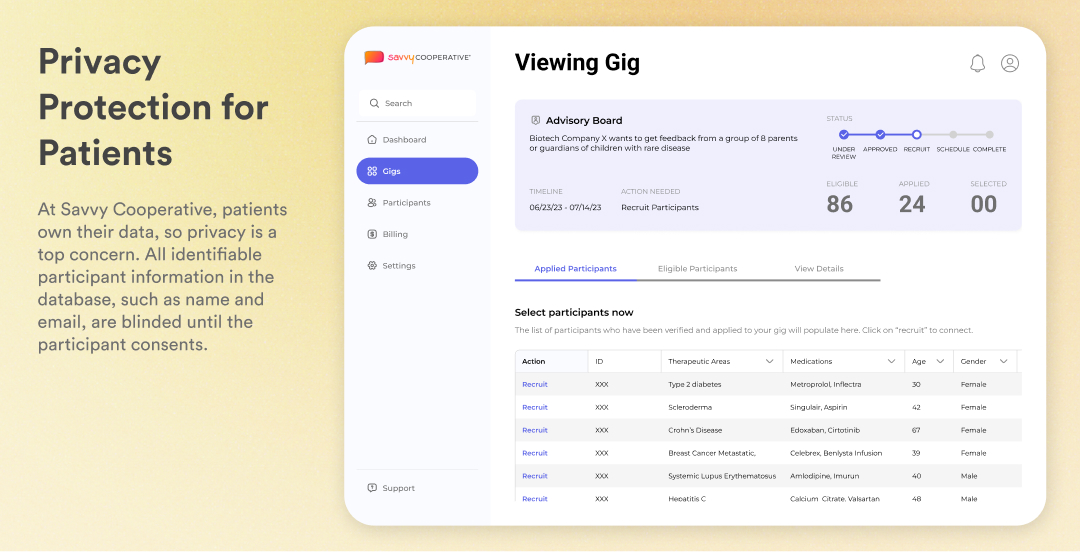 Privacy
Protection for
Patients
At Savvy Cooperative, patients
own their data, so privacy is a
top concern. All identifiable
participant information in the
database, such as name and
email, are blinded until the
participant consents.
savvy COOPERATIVE
Search
Dashboard
Gigs
Participants
Billing
Settings
Support
Viewing Gig
Advisory Board
Biotech Company X wants to get feedback from a group of 8 parents
or guardians of children with rare disease
TIMELINE ACTION NEEDED
06/23/23 - 07/14/23 Recruit Participants
STATUS
UNDER REVIEW APPROVED RECRUIT SCHEDULE COMPLETE
ELIGIBLE APPLIED SELECTED
86 24 00
Applied Participants Eligible Participants View Details
Select participants now
The list of participants who have been verified and applied to your gig will populate here. Click on “recruit” to connect.
Action ID Therapeutic Areas Medications Age Gender
Recruit XXX Type 2 diabetes Metroprolol, Inflectra 30 Female
Recruit XXX Scleroderma Singulair, Aspirin 42 Female
Recruit XXX Crohn’s Disease Edoxaban, Cirtotinib 67 Female
Recruit XXX Breast Cancer Metastatic, Celebrex, Benlysta Infusion 39 Female
Recruit XXX Systemic Lupus Erythematosus Amlodipine, Imurun 40 Male
Recruit XXX Hepatitis C Calcium Citrate, Valsartan 48 Male